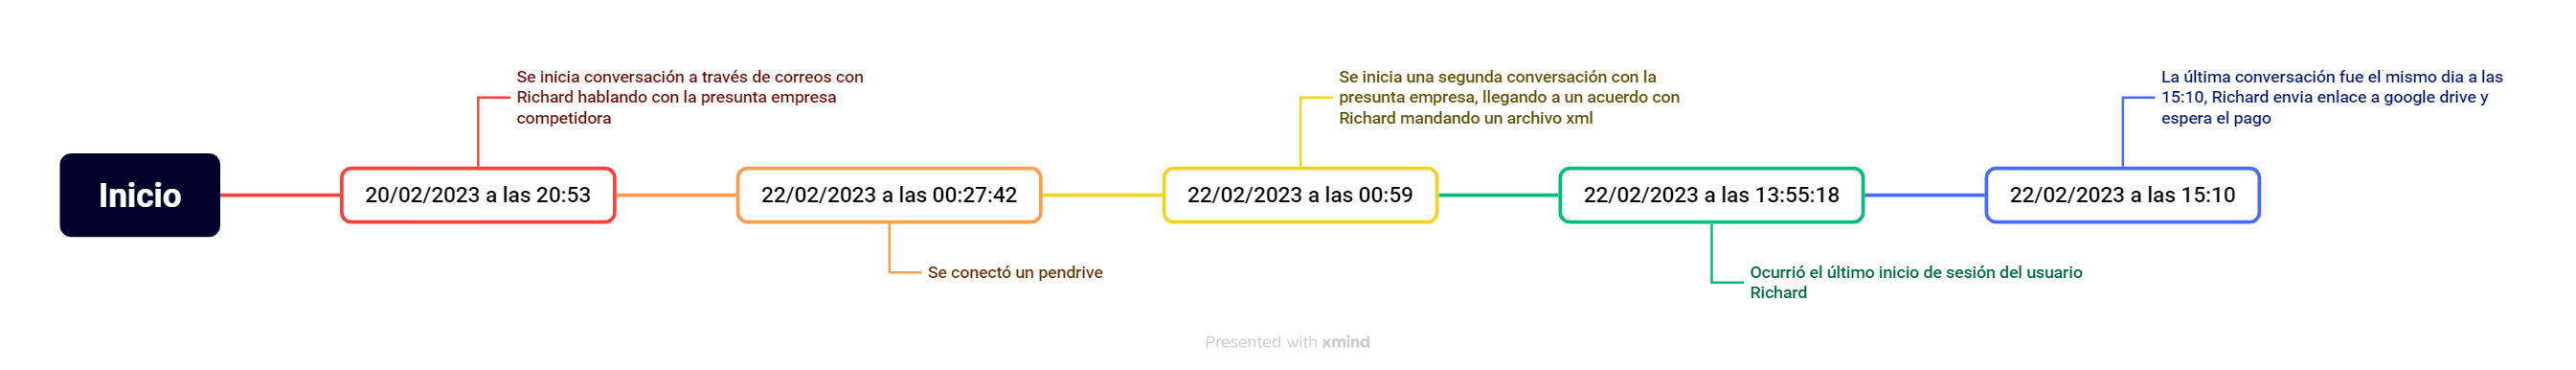 Inicio
20/02/2023 a las 20:53
Se inicia conversación a través de correos con
Richard hablando con la presunta empresa
competidora
22/02/2023 a las 00:27:42
Se conectó un pendrive
22/02/2023 a las 00:59
Se inicia una segunda conversación con la
presunta empresa, llegando a un acuerdo con
Richard mandando un archivo xml
22/02/2023 a las 13:55:18
Ocurrió el último inicio de sesión del usuario
Richard
22/02/2023 a las 15:10
La última conversación fue el mismo dia a las
15:10, Richard envia enlace a google drive y
espera el pago
Presented with xmind